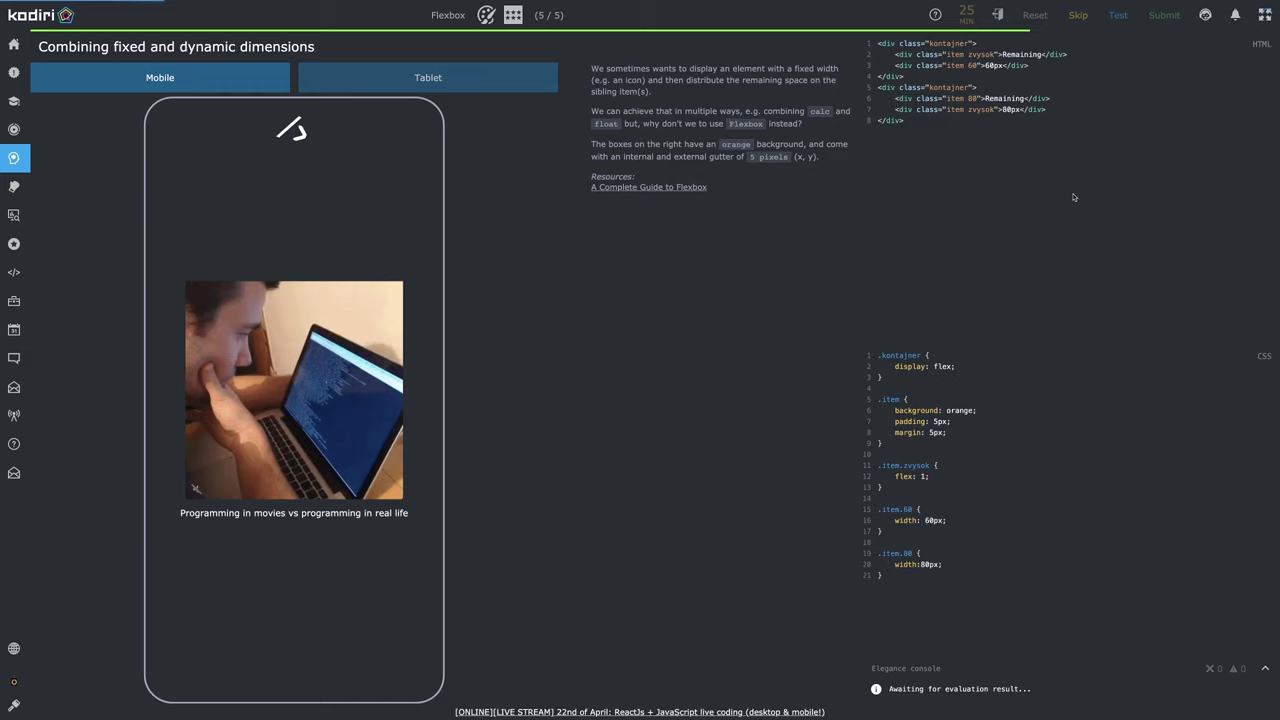 kodiri
Flexbox
(5 / 5)
25
MIN
Reset
Skip
Test
Submit
Combining fixed and dynamic dimensions
Mobile
Tablet
Programming in movies vs programming in real life
We sometimes wants to display an element with a fixed width
(e.g. an icon) and then distribute the remaining space on the
sibling item(s).
We can achieve that in multiple ways, e.g. combining calc and
float but, why don't we to use Flexbox instead?
The boxes on the right have an orange background, and come
with an internal and external gutter of 5 pixels (x, y).
Resources:
A Complete Guide to Flexbox
HTML
1 <div class="kontajner">
2 <div class="item zvysok">Remaining</div>
3 <div class="item 60">60px</div>
4 </div>
5 <div class="kontajner">
6 <div class="item 80">Remaining</div>
7 <div class="item zvysok">80px</div>
8 </div>
CSS
1 .kontajner {
2 display: flex;
3 }
4
5 .item {
6 background: orange;
7 padding: 5px;
8 margin: 5px;
9 }
10
11 .item.zvysok {
12 flex: 1;
13 }
14
15 .item.60 {
16 width: 60px;
17 }
18
19 .item.80 {
20 width:80px;
21 }
Elegance console
0
0
Awaiting for evaluation result...
[ONLINE][LIVE STREAM] 22nd of April: ReactJs + JavaScript live coding (desktop & mobile!)